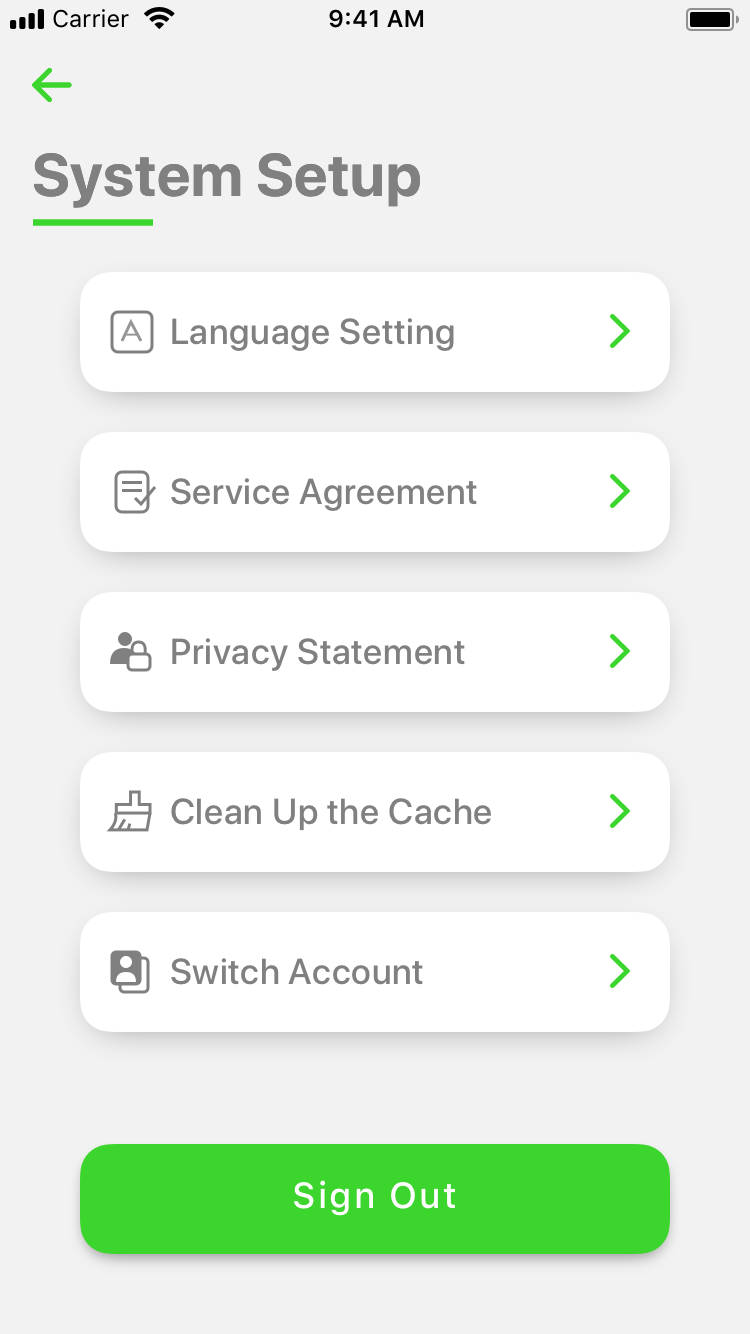 Carrier 9:41 AM
System Setup
A Language Setting
Service Agreement
Privacy Statement
Clean Up the Cache
Switch Account
Sign Out